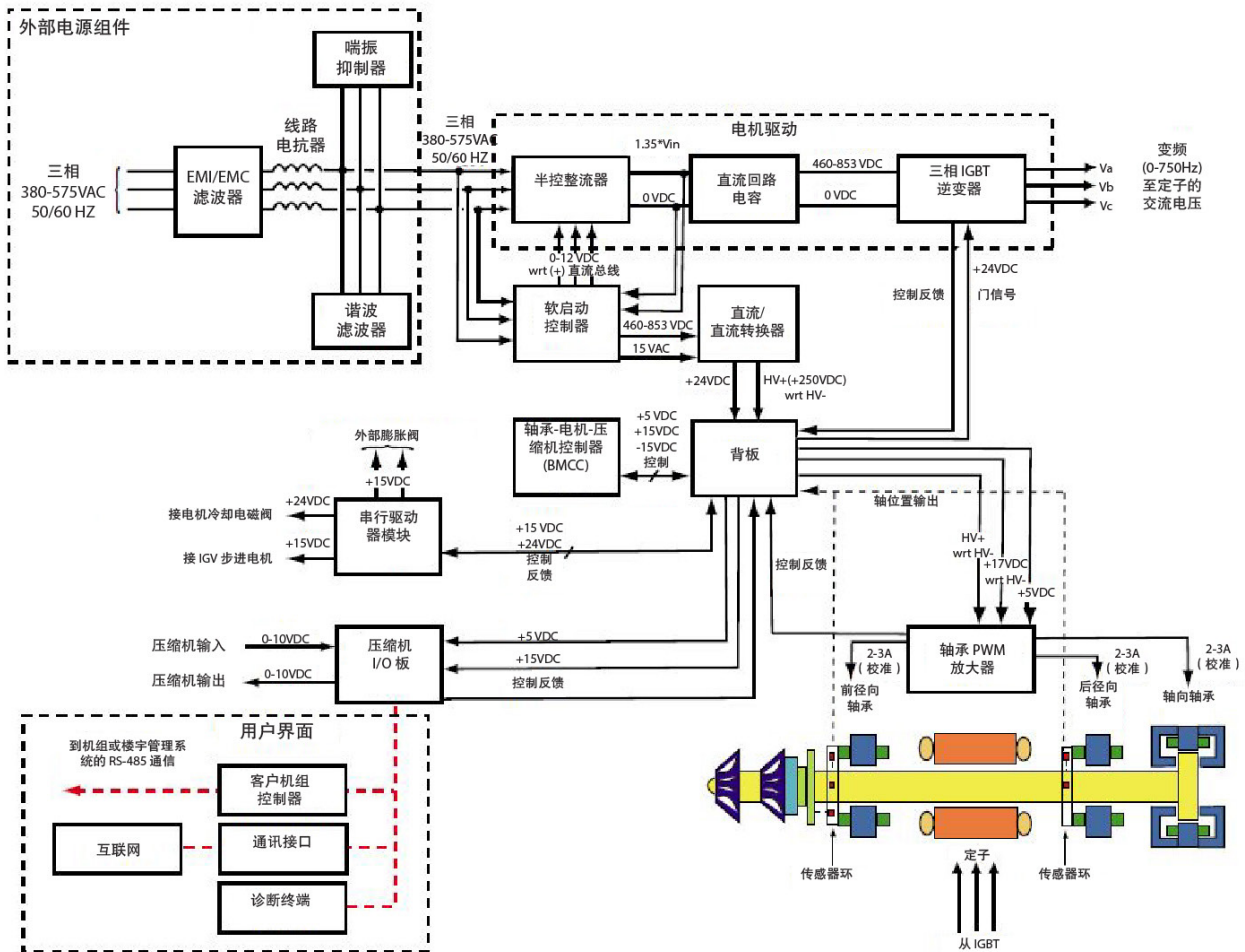 外部电源组件
喘振
抑制器
线路
电抗器
三相
380-575VAC
50/60 HZ
EMI/EMC
滤波器
谐波
滤波器
三相
380-575VAC
50/60 HZ
电机驱动
半控整流器
1.35*Vin
0 VDC
直流回路
电容
460-853 VDC
0 VDC
三相 IGBT
逆变器
Va
Vb
Vc
变频
(0-750Hz)
至定子的
交流电压
0-12 VDC
wrt (+) 直流总线
软启动
控制器
460-853 VDC
15 VAC
直流/
直流转换器
控制反馈
+24VDC
门信号
+24VDC
HV+(+250VDC)
wrt HV-
轴承-电机-压
缩机控制器
(BMCC)
+5 VDC
+15VDC
-15VDC
控制
背板
轴位置输出
外部膨胀阀
+15VDC
+24VDC
接电机冷却电磁阀
+15VDC
接 IGV 步进电机
串行驱动
器模块
+15 VDC
+24VDC
控制
反馈
控制反馈
HV+
wrt HV-
+17VDC
wrt HV-
+5VDC
压缩机输入
0-10VDC
压缩机输出
0-10VDC
压缩机
I/O 板
+5 VDC
+15VDC
控制反馈
轴承 PWM
放大器
2-3A
( 校准 )
前径向
轴承
2-3A
( 校准 )
后径向
轴承
2-3A
( 校准 )
轴向轴承
用户界面
到机组或楼宇管理系
统的 RS-485 通信
客户机组
控制器
互联网
通讯接口
诊断终端
传感器环
定子
传感器环
从 IGBT